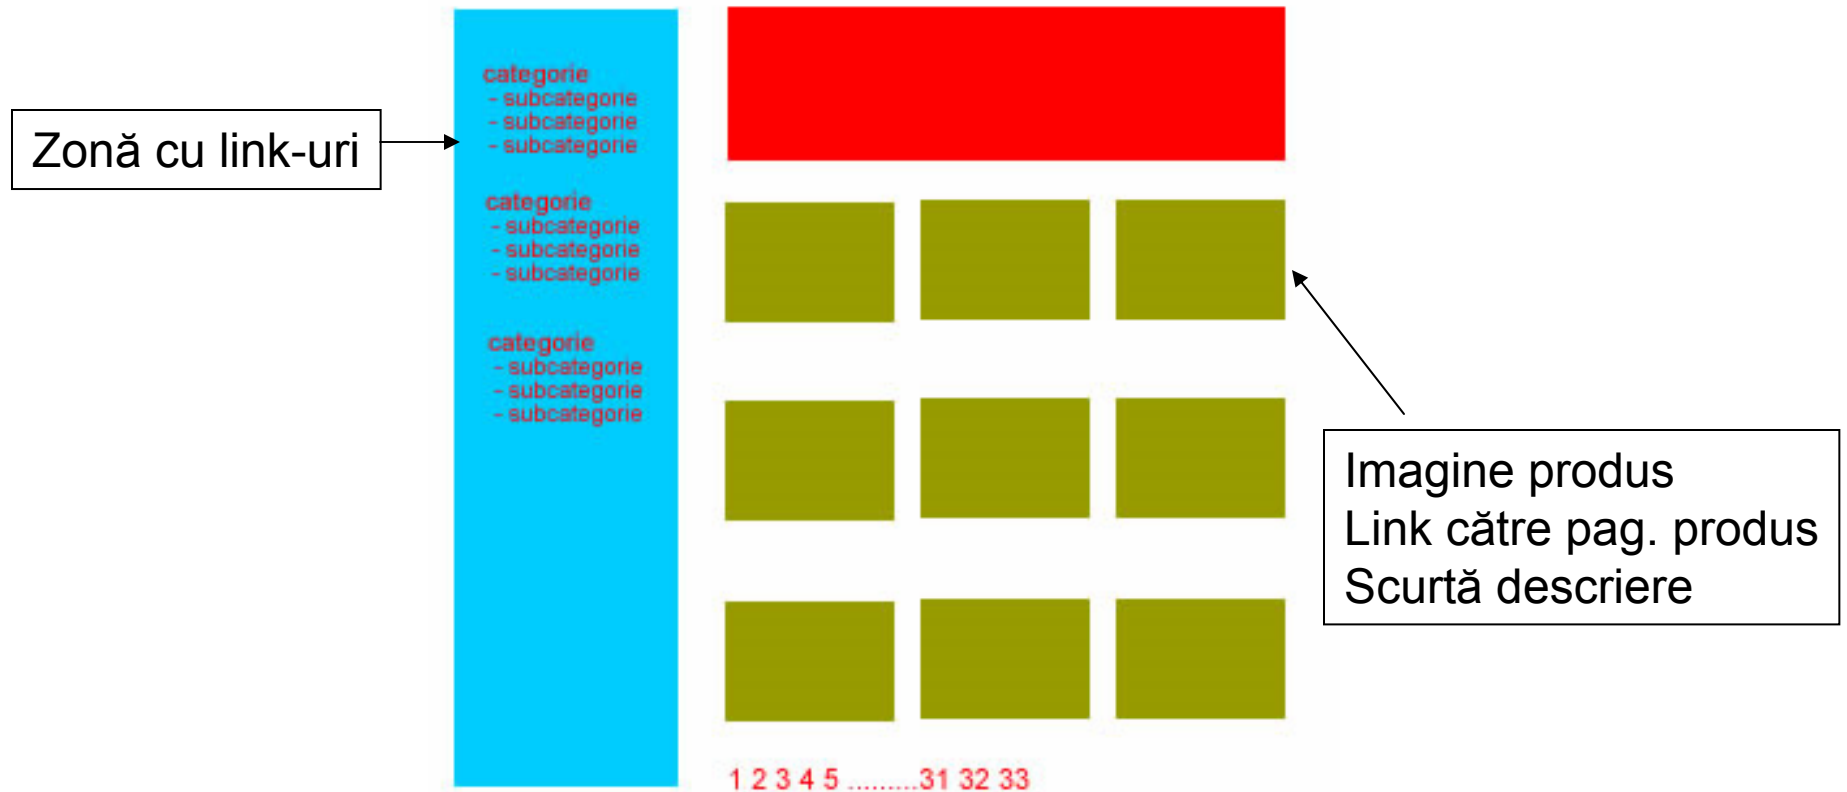 Zonă cu link-uri
categorie
- subcategorie
- subcategorie
- subcategorie
categorie
- subcategorie
- subcategorie
- subcategorie
categorie
- subcategorie
- subcategorie
- subcategorie
Imagine produs
Link către pag. produs
Scurtă descriere
1 2 3 4 5 .........31 32 33